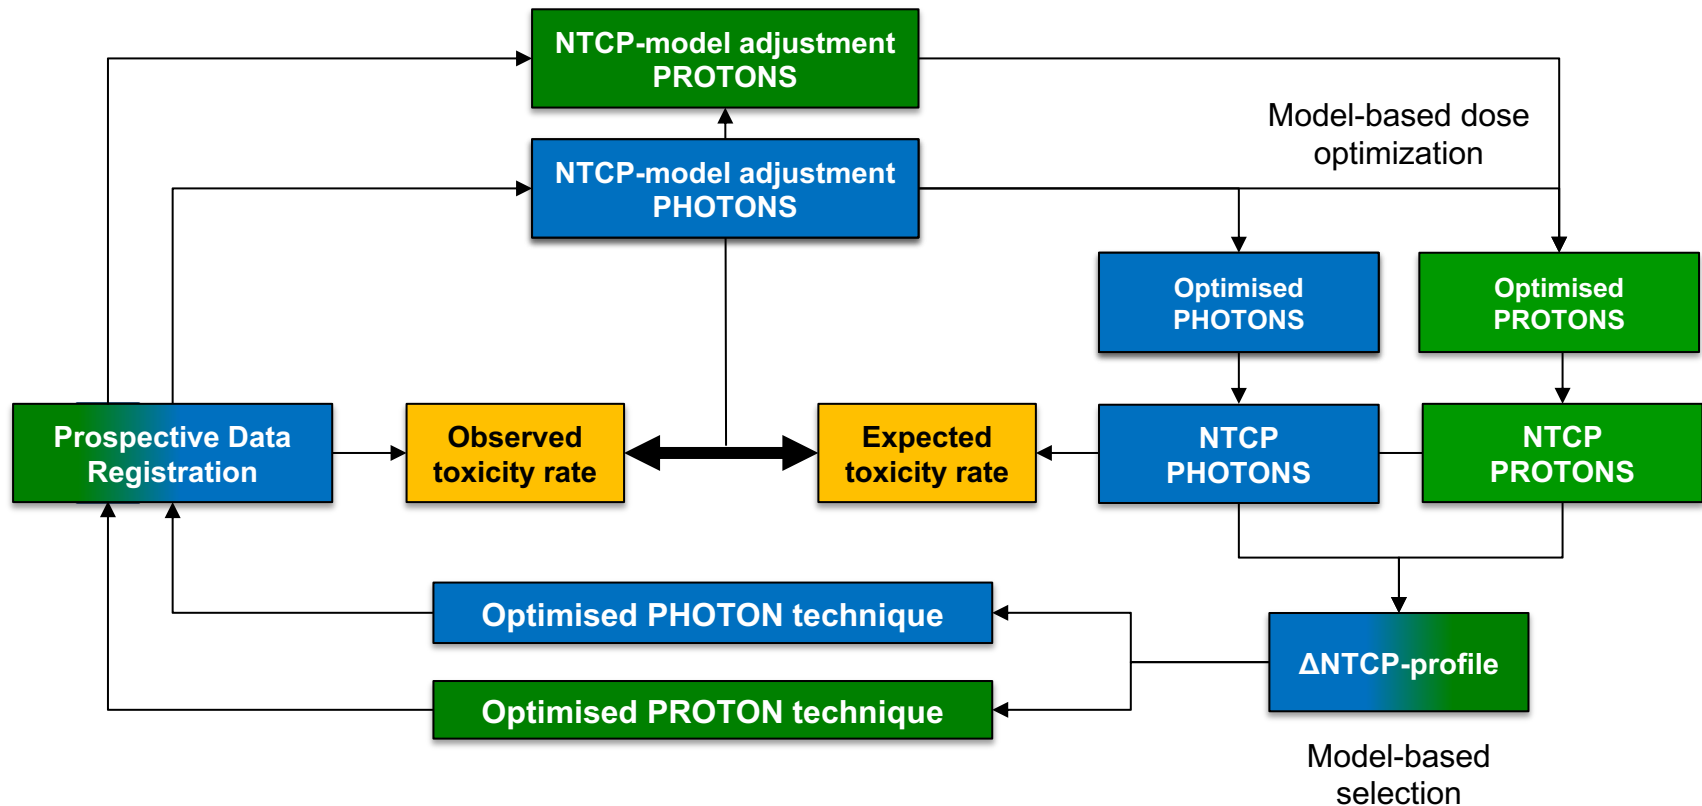 NTCP-model adjustment
PROTONS
Model-based dose
optimization
NTCP-model adjustment
PHOTONS
Optimised
PHOTONS
Optimised
PROTONS
Prospective Data
Registration
Observed
toxicity rate
Expected
toxicity rate
NTCP
PHOTONS
NTCP
PROTONS
Optimised PHOTON technique
Optimised PROTON technique
ΔNTCP-profile
Model-based
selection